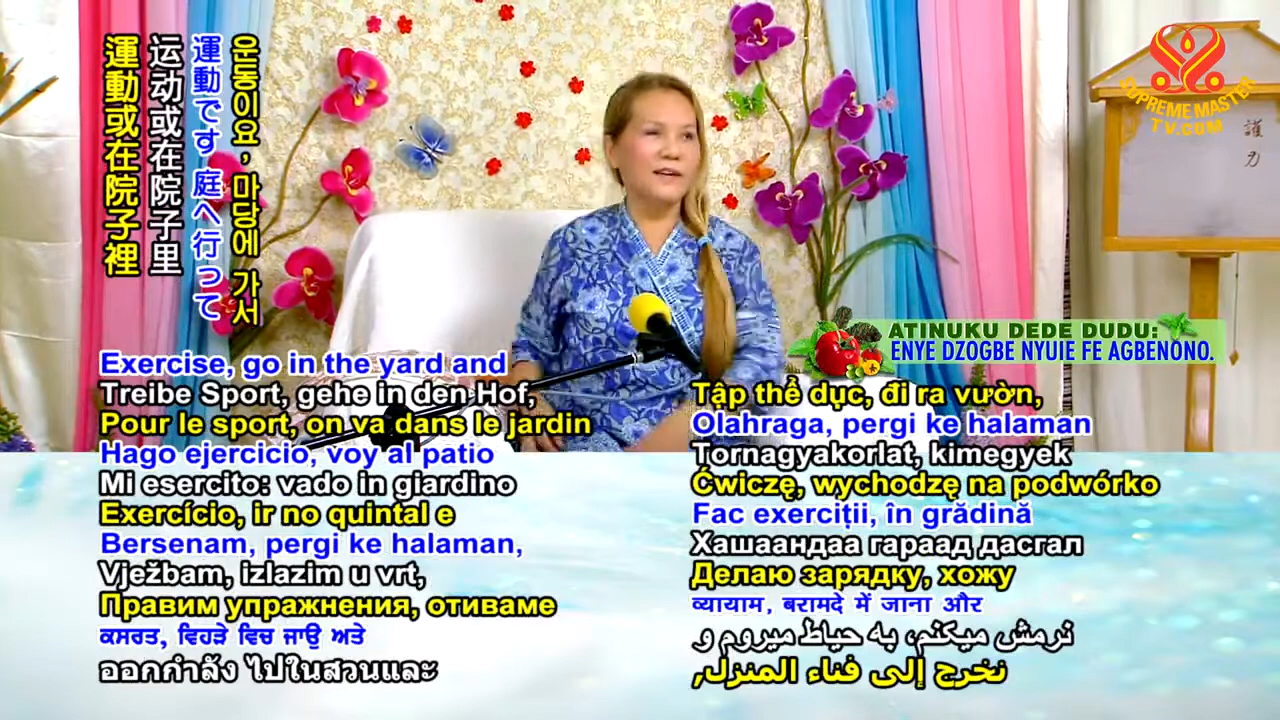 運動或在院子裡
运动或在院子里
運動です 庭へ行って
운동이요, 마당에 가서
SUPREME MASTER
TV.COM
護
力
ATINUKU DEDE DUDU:
ENYE DZOGBE NYUIE FE AGBENONO.
Exercise, go in the yard and
Treibe Sport, gehe in den Hof,
Pour le sport, on va dans le jardin
Hago ejercicio, voy al patio
Mi esercito: vado in giardino
Exercício, ir no quintal e
Bersenam, pergi ke halaman,
Vježbam, izlazim u vrt,
Правим упражнения, отиваме
ਕਸਰਤ, ਵਿਹੜੇ ਵਿਚ ਜਾਉ ਅਤੇ
ออกกำลัง ไปในสวนและ
Tập thể dục, đi ra vườn,
Olahraga, pergi ke halaman
Tornagyakorlat, kimegyek
Ćwiczę, wychodzę na podwórko
Fac exerciții, în grădină
Хашаандаа гараад дасгал
Делаю зарядку, хожу
व्यायाम, बरामदे में जाना और
نرمش میکنم، به حیاط میروم و
نخرج إلى فناء المنزل,